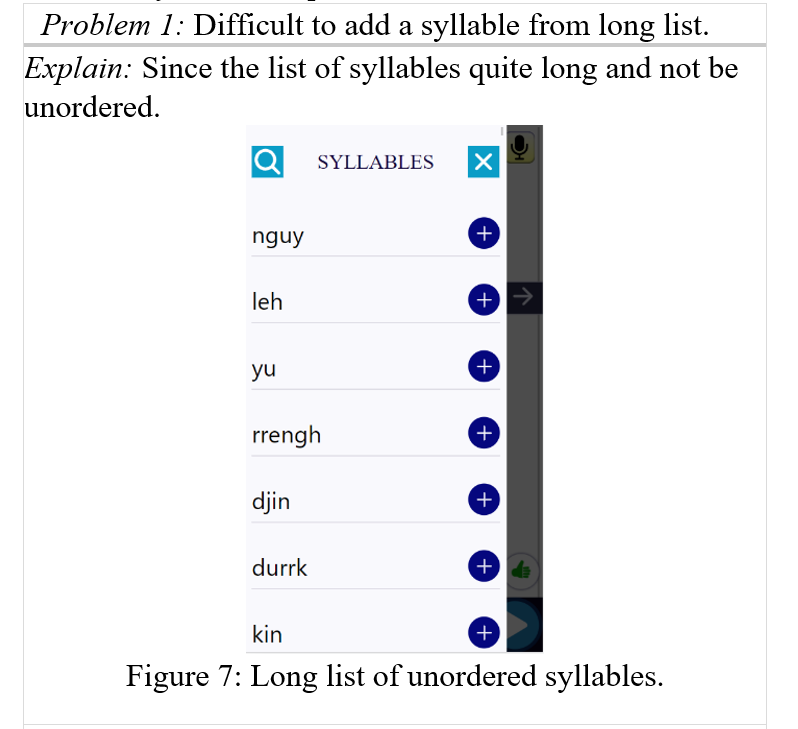 Problem 1: Difficult to add a syllable from long list.
Explain: Since the list of syllables quite long and not be
unordered.
SYLLABLES
nguy
leh
yu
rrengh
djin
durrk
kin
Figure 7: Long list of unordered syllables.